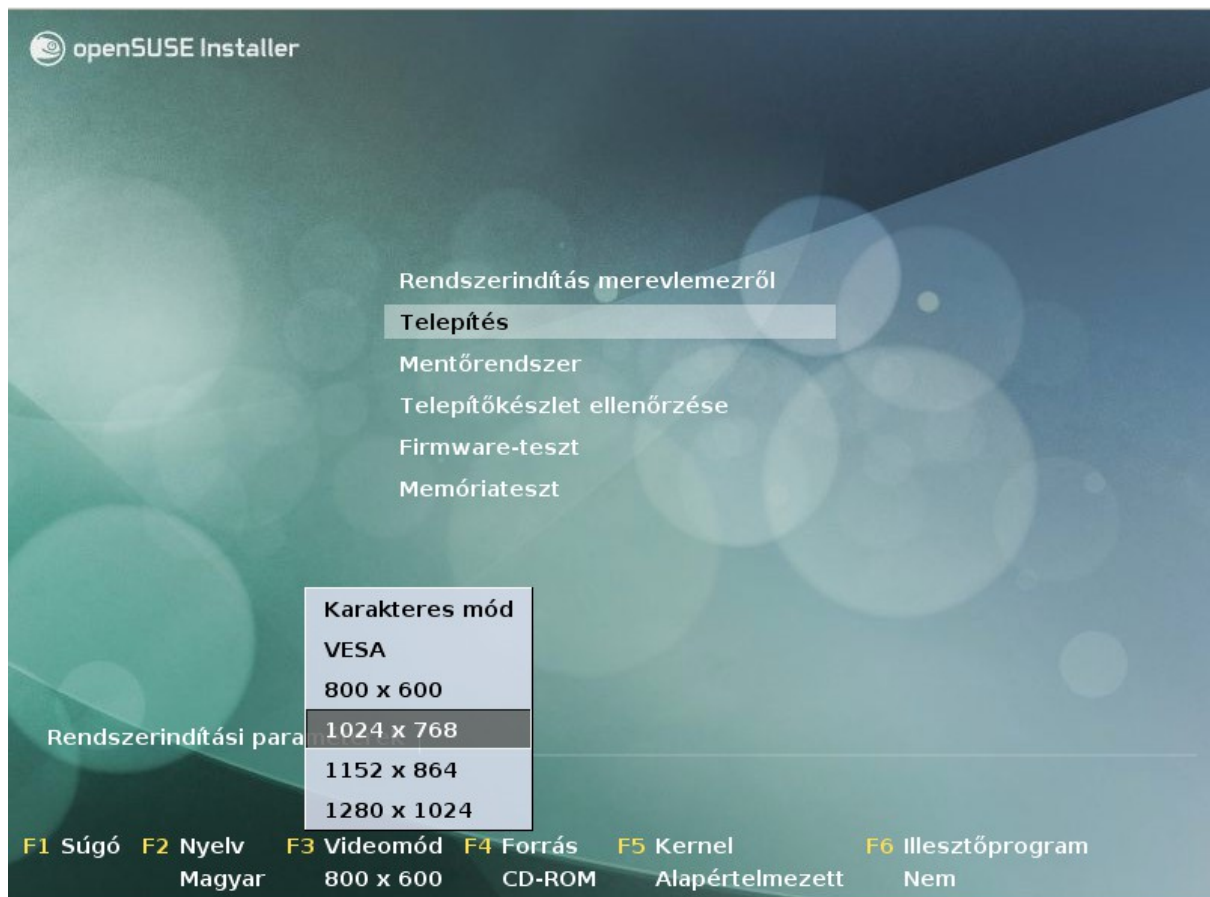 openSUSE Installer
Rendszerindítás merevlemezről
Telepítés
Mentőrendszer
Telepítőkészlet ellenőrzése
Firmware-teszt
Memóriateszt
Karakteres mód
VESA
800 x 600
1024 x 768
1152 x 864
1280 x 1024
Rendszerindítási
F1 Súgó F2 Nyelv F3 Videomód F4 Forrás F5 Kernel F6 Illesztőprogram
Magyar 800 x 600 CD-ROM Alapértelmezett Nem